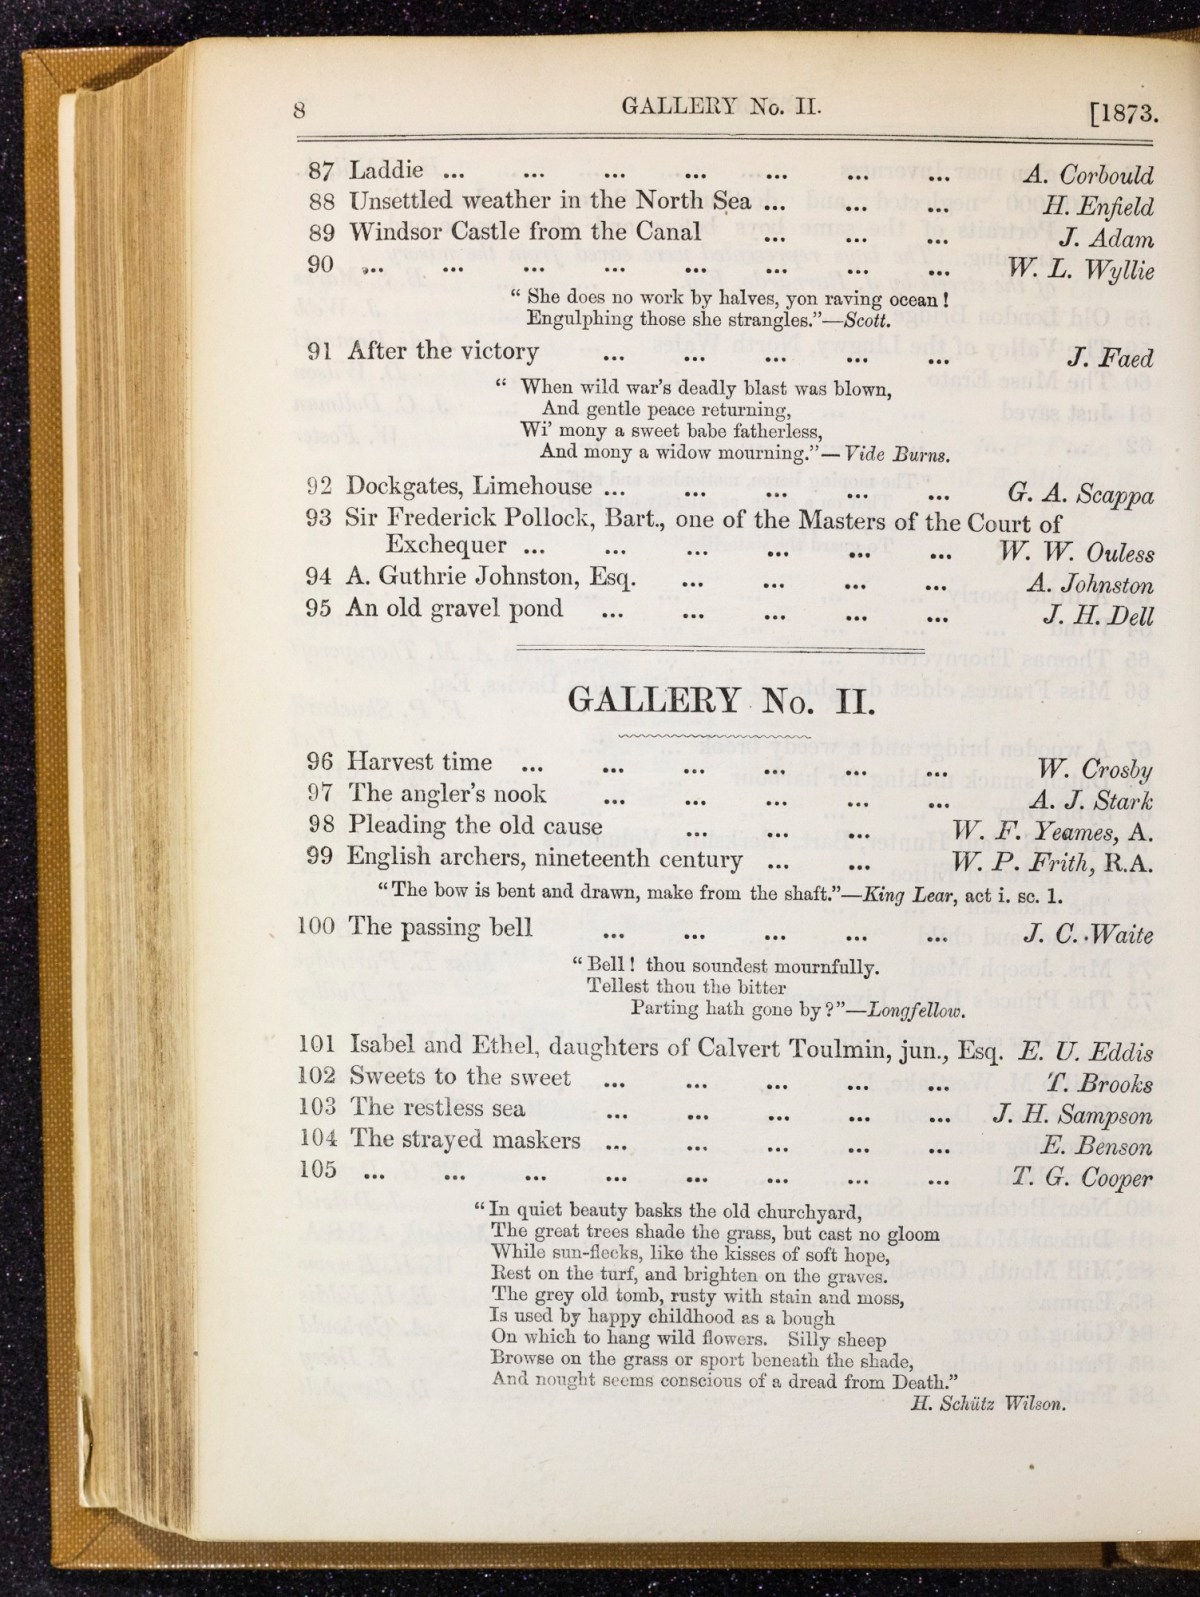 8 GALLERY No. II. [1873.
87 Laddie ... ... ... ... ... ... ... A. Corbould
88 Unsettled weather in the North Sea ... ... ... H. Enfield
89 Windsor Castle from the Canal ... ... ... J. Adam
90 ... ... ... ... ... ... ... ... W. L. Wyllie
“ She does no work by halves, yon raving ocean !
Engulphing those she strangles.”—Scott.
91 After the victory ... ... ... ... ... J. Faed
“ When wild war's deadly blast was blown,
And gentle peace returning,
Wi' mony a sweet babe fatherless,
And mony a widow mourning.”—Vide Burns.
92 Dockgates, Limehouse ... ... ... ... ... G. A. Scappa
93 Sir Frederick Pollock, Bart., one of the Masters of the Court of
Exchequer ... ... ... ... ... ... W. W. Ouless
94 A. Guthrie Johnston, Esq. ... ... ... ... A. Johnston
95 An old gravel pond ... ... ... ... ... J. H. Dell
GALLERY No. II.
96 Harvest time ... ... ... ... ... ... W. Crosby
97 The angler's nook ... ... ... ... ... A. J. Stark
98 Pleading the old cause ... ... ... W. F. Yeames, A.
99 English archers, nineteenth century ... ... W. P. Frith, R.A.
“The bow is bent and drawn, make from the shaft.”—King Lear, act i. sc. 1.
100 The passing bell ... ... ... ... ... J. C. Waite
“ Bell ! thou soundest mournfully.
Tellest thou the bitter
Parting hath gone by ?”—Longfellow.
101 Isabel and Ethel, daughters of Calvert Toulmin, jun., Esq. E. U. Eddis
102 Sweets to the sweet ... ... ... ... ... T. Brooks
103 The restless sea ... ... ... ... ... J. H. Sampson
104 The strayed maskers ... ... ... ... ... E. Benson
105 ... ... ... ... ... ... ... ... T. G. Cooper
“ In quiet beauty basks the old churchyard,
The great trees shade the grass, but cast no gloom
While sun-flecks, like the kisses of soft hope,
Rest on the turf, and brighten on the graves.
The grey old tomb, rusty with stain and moss,
Is used by happy childhood as a bough
On which to hang wild flowers. Silly sheep
Browse on the grass or sport beneath the shade,
And nought seems conscious of a dread from Death.”
H. Schütz Wilson.